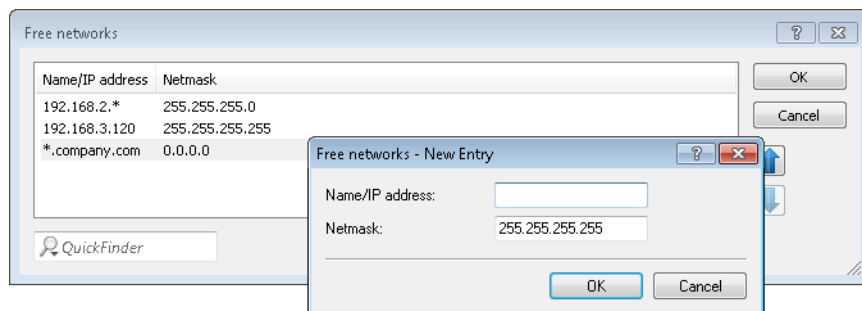 Free networks
Name/IP address Netmask
192.168.2.* 255.255.255.0
192.168.3.120 255.255.255.255
*.company.com 0.0.0.0
QuickFinder
OK
Cancel
Free networks - New Entry
Name/IP address:
Netmask: 255.255.255.255
OK Cancel